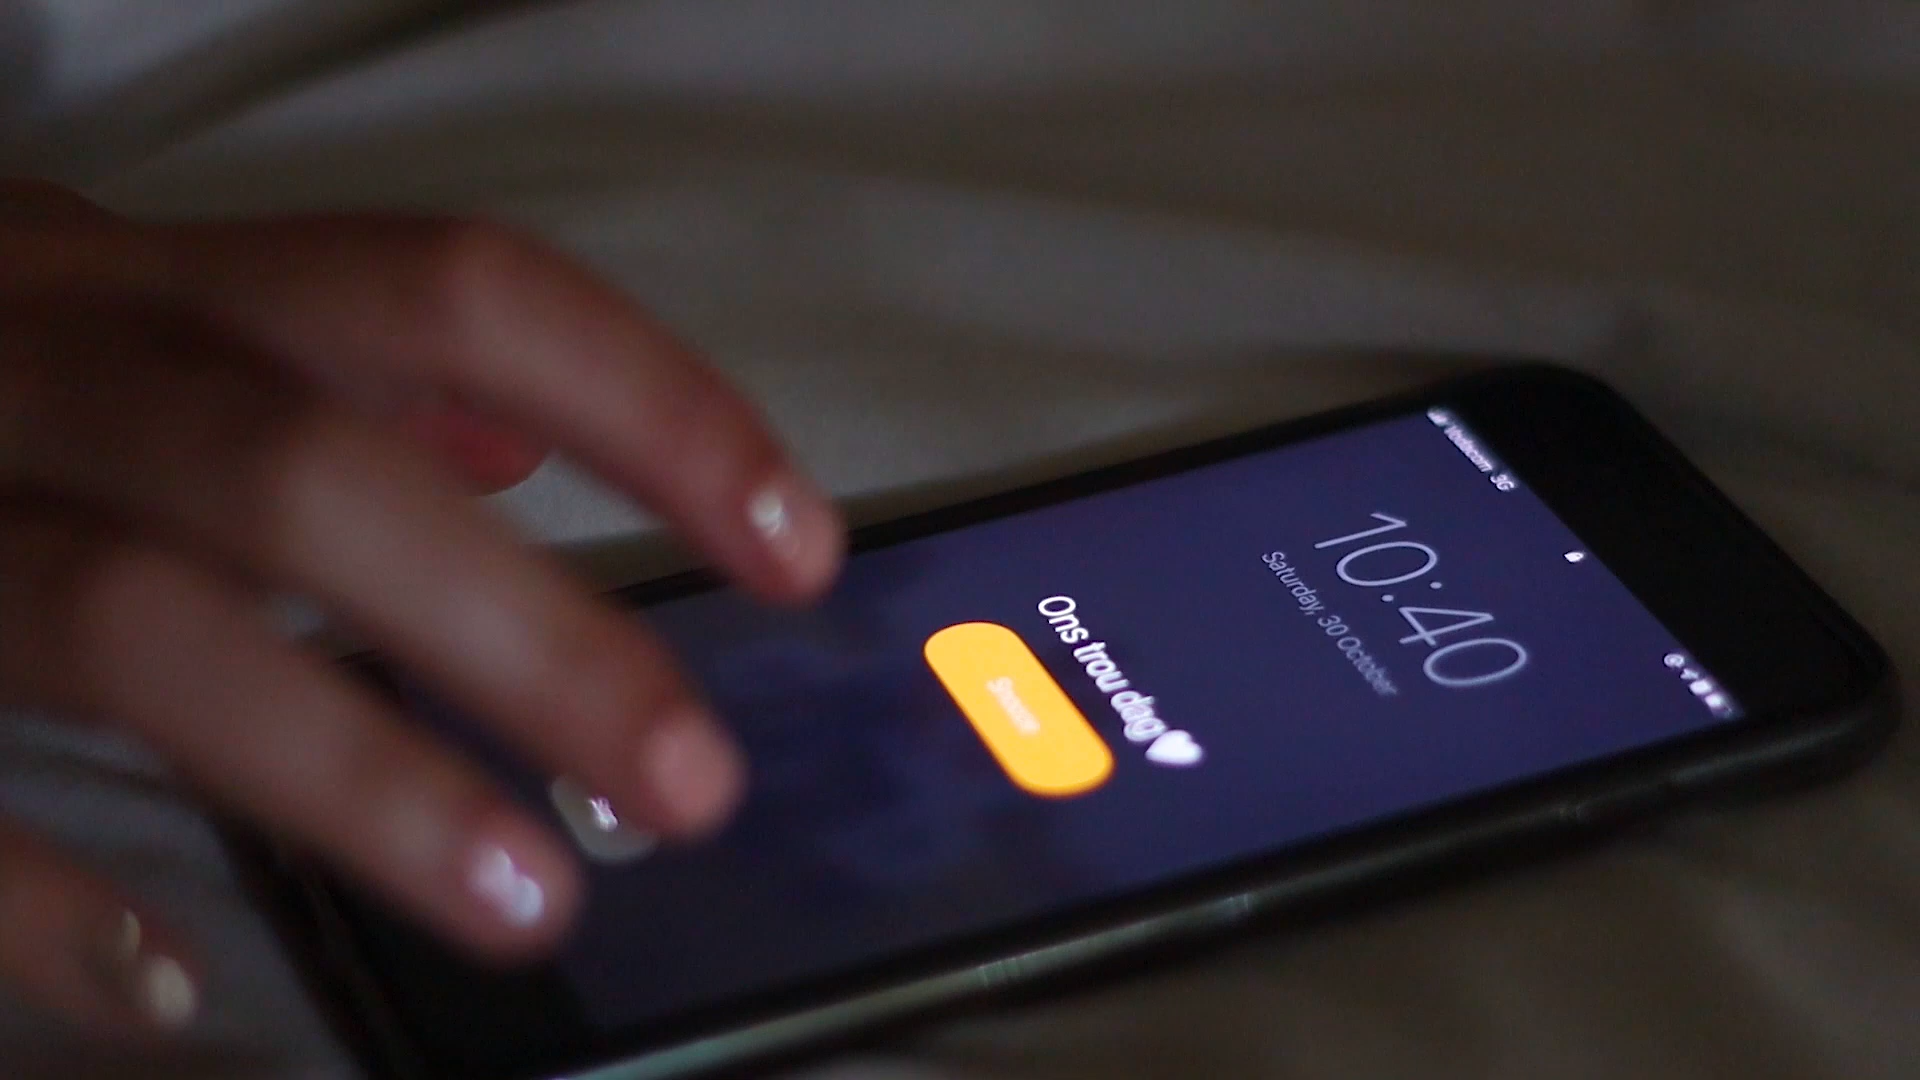 Vodacom 3G
10:40
Saturday, 30 October
Ons trou dag🤍
Snooze